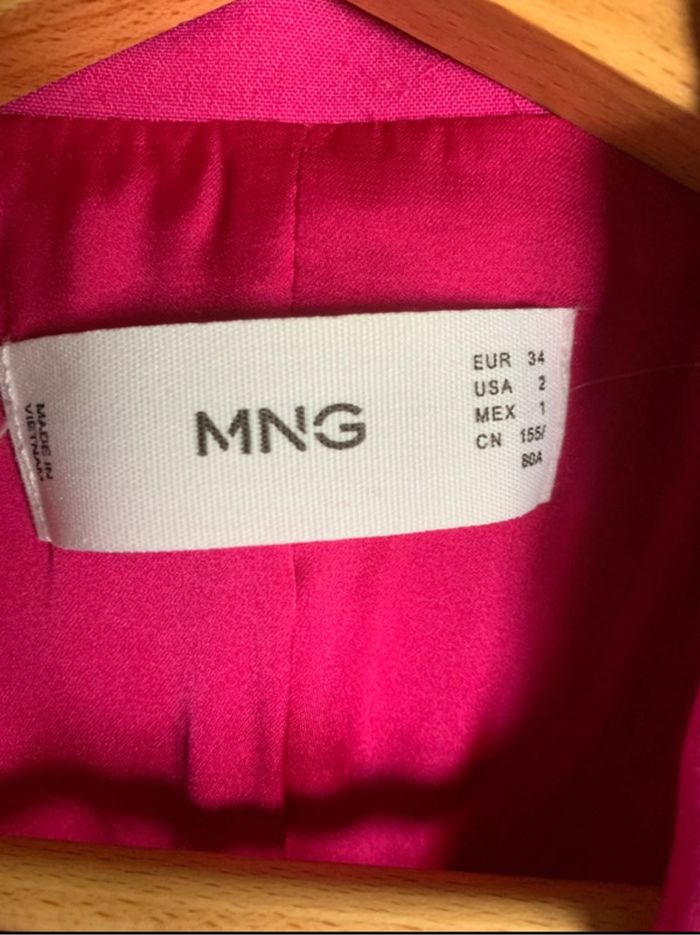 MADE IN
VIETNAM
MNG
EUR 34
USA 2
MEX 1
CN 155/
80A